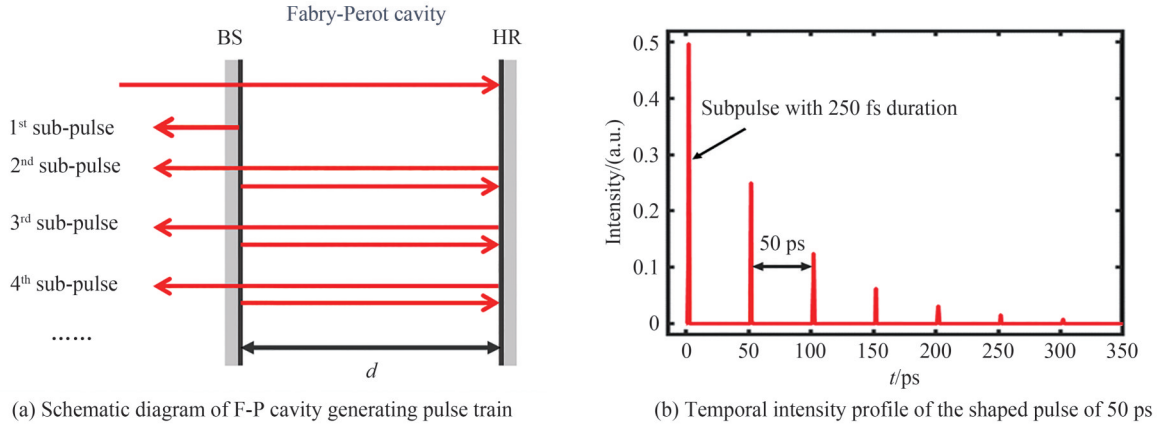 Fabry-Perot cavity
BS
HR
1st sub-pulse
2nd sub-pulse
3rd sub-pulse
4th sub-pulse
……
d
(a) Schematic diagram of F-P cavity generating pulse train
0.5
0.4
0.3
0.2
0.1
0
Intensity/(a.u.)
Subpulse with 250 fs duration
50 ps
0 50 100 150 200 250 300 350
t/ps
(b) Temporal intensity profile of the shaped pulse of 50 ps